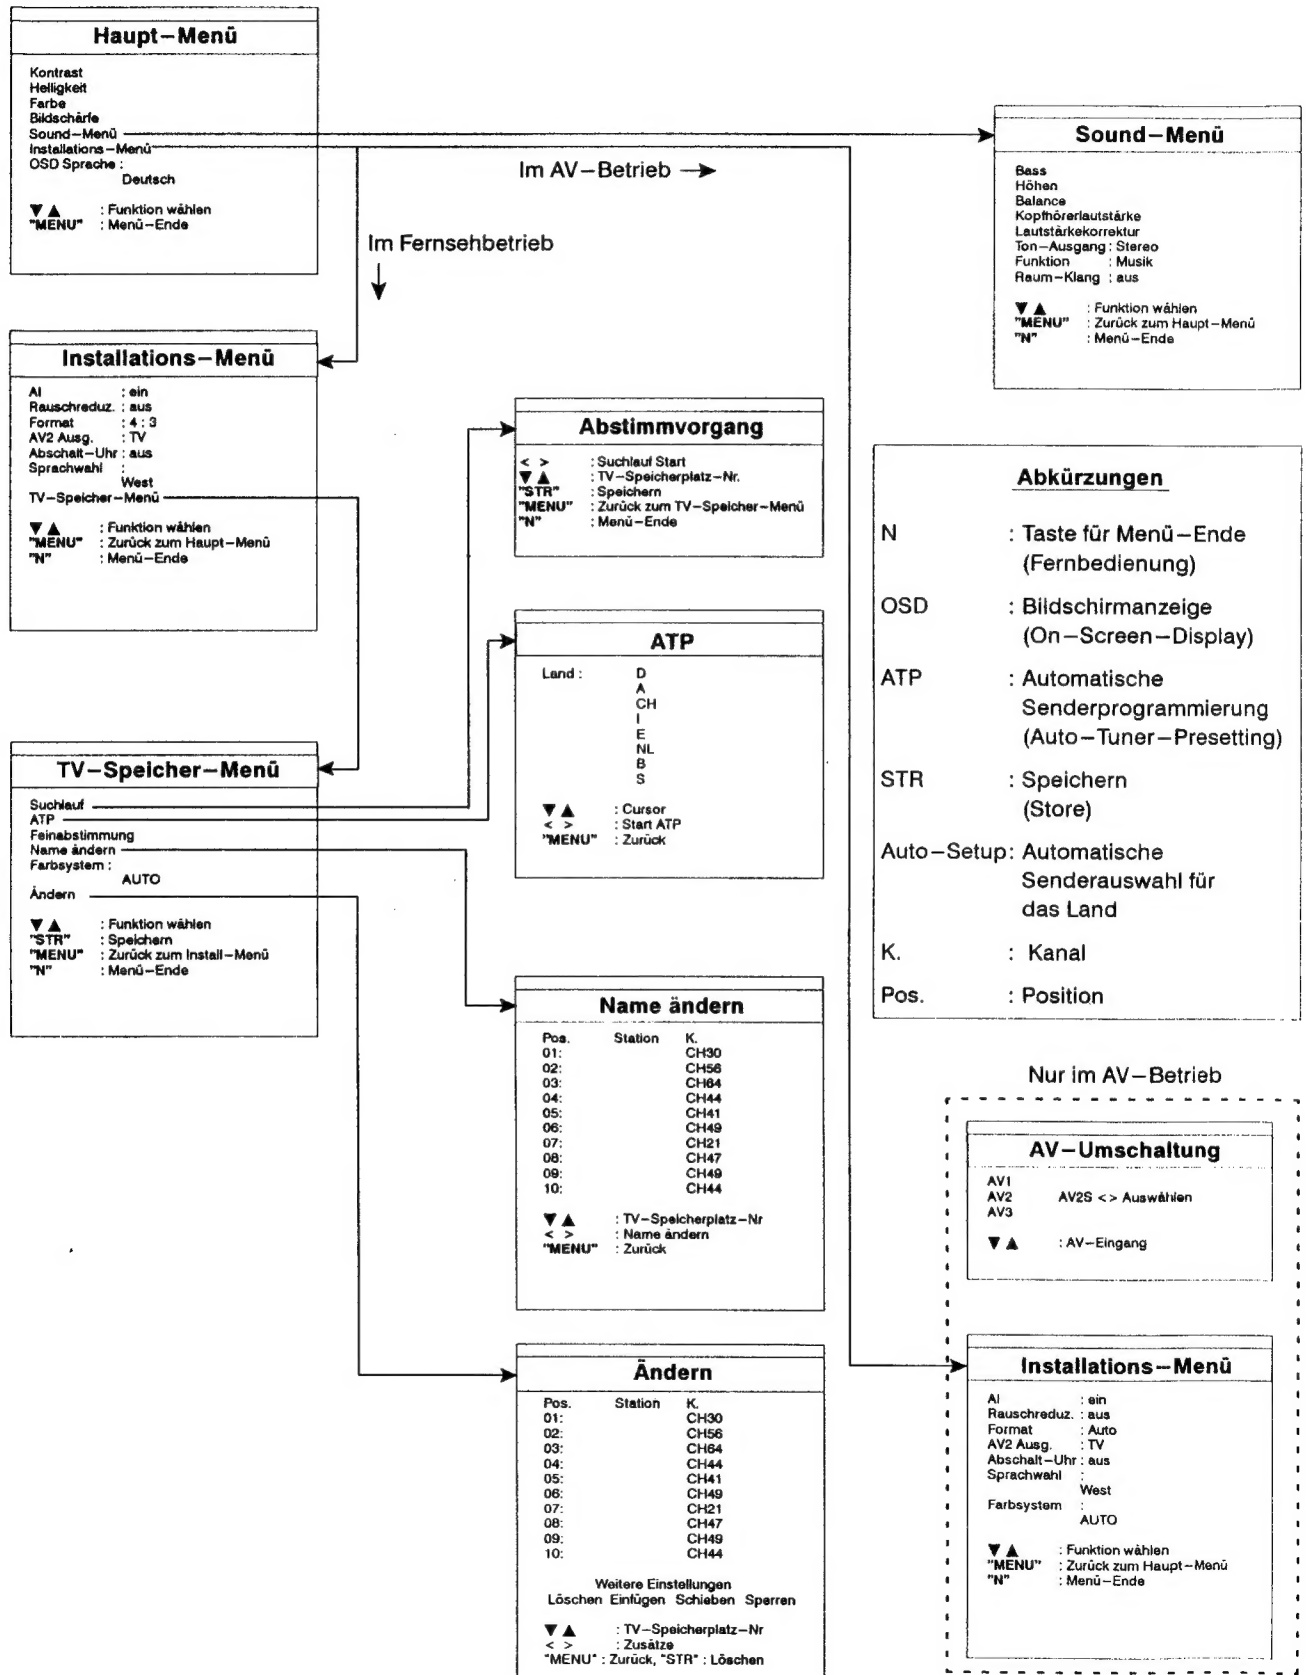 Haupt–Menü
Kontrast
Helligkeit
Farbe
Bildschärfe
Sound–Menü
Installations–Menü
OSD Sprache :
Deutsch
▼ ▲ : Funktion wählen
"MENU" : Menü–Ende
Im AV–Betrieb →
Im Fernsehbetrieb
↓
Sound–Menü
Bass
Höhen
Balance
Kopfhörerlautstärke
Lautstärkekorrektur
Ton–Ausgang : Stereo
Funktion : Musik
Raum–Klang : aus
▼ ▲ : Funktion wählen
"MENU" : Zurück zum Haupt–Menü
"N" : Menü–Ende
Installations–Menü
AI : ein
Rauschreduz. : aus
Format : 4 : 3
AV2 Ausg. : TV
Abschalt–Uhr : aus
Sprachwahl :
West
TV–Speicher–Menü
▼ ▲ : Funktion wählen
"MENU" : Zurück zum Haupt–Menü
"N" : Menü–Ende
Abstimmvorgang
< > : Suchlauf Start
▼ ▲ : TV–Speicherplatz–Nr.
"STR" : Speichern
"MENU" : Zurück zum TV–Speicher–Menü
"N" : Menü–Ende
ATP
Land : D
A
CH
I
E
NL
B
S
▼ ▲ : Cursor
< > : Start ATP
"MENU" : Zurück
Abkürzungen
N : Taste für Menü–Ende
(Fernbedienung)
OSD : Bildschirmanzeige
(On–Screen–Display)
ATP : Automatische
Senderprogrammierung
(Auto–Tuner–Presetting)
STR : Speichern
(Store)
Auto–Setup: Automatische
Senderauswahl für
das Land
K. : Kanal
Pos. : Position
TV–Speicher–Menü
Suchlauf
ATP
Feinabstimmung
Name ändern
Farbsystem :
AUTO
Ändern
▼ ▲ : Funktion wählen
"STR" : Speichern
"MENU" : Zurück zum Install–Menü
"N" : Menü–Ende
Name ändern
Pos. Station K.
01: CH30
02: CH56
03: CH64
04: CH44
05: CH41
06: CH49
07: CH21
08: CH47
09: CH49
10: CH44
▼ ▲ : TV–Speicherplatz–Nr
< > : Name ändern
"MENU" : Zurück
Ändern
Pos. Station K.
01: CH30
02: CH56
03: CH64
04: CH44
05: CH41
06: CH49
07: CH21
08: CH47
09: CH49
10: CH44
Weitere Einstellungen
Löschen Einfügen Schieben Sperren
▼ ▲ : TV–Speicherplatz–Nr
< > : Zusätze
"MENU" : Zurück, "STR" : Löschen
Nur im AV–Betrieb
AV–Umschaltung
AV1
AV2 AV2S < > Auswählen
AV3
▼ ▲ : AV–Eingang
Installations–Menü
AI : ein
Rauschreduz. : aus
Format : Auto
AV2 Ausg. : TV
Abschalt–Uhr : aus
Sprachwahl :
West
Farbsystem :
AUTO
▼ ▲ : Funktion wählen
"MENU" : Zurück zum Haupt–Menü
"N" : Menü–Ende